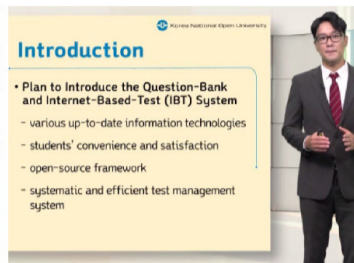 Korea National Open University
Introduction
• Plan to Introduce the Question-Bank
and Internet-Based-Test (IBT) System
- various up-to-date information technologies
- students' convenience and satisfaction
- open-source framework
- systematic and efficient test management
system